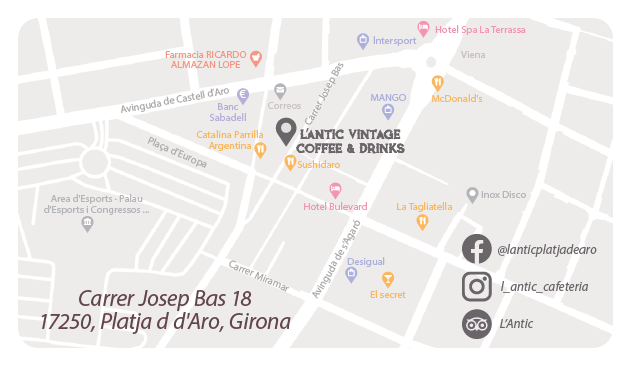 Hotel Spa La Terrassa
Intersport
Viena
Farmacia RICARDO
ALMAZAN LOPE
Carrer Josep Bas
Avinguda de Castell d'Aro
Banc
Sabadell
Correos
MANGO
McDonald's
L'ANTIC VINTAGE
COFFEE & DRINKS
Catalina Parrilla
Argentina
Plaça d'Europa
Sushidaro
Hotel Bulevard
La Tagliatella
Inox Disco
Area d'Esports - Palau
d'Esports i Congressos ...
Avinguda de s'Agaró
Carrer Miramar
Desigual
El secret
@lanticplatjadearo
l_antic_cafeteria
L'Antic
Carrer Josep Bas 18
17250, Platja d d'Aro, Girona